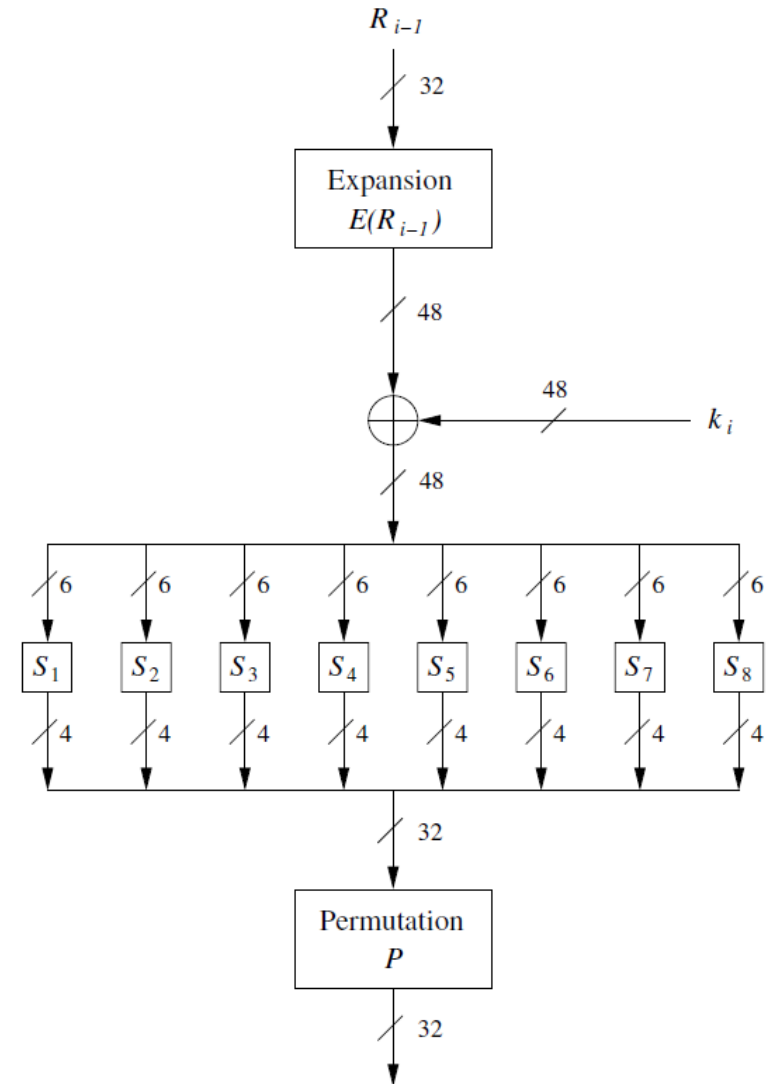 R i−1
32
Expansion
E(R i−1)
48
48
k i
48
6 6 6 6 6 6 6 6
S1 S2 S3 S4 S5 S6 S7 S8
4 4 4 4 4 4 4 4
32
Permutation
P
32